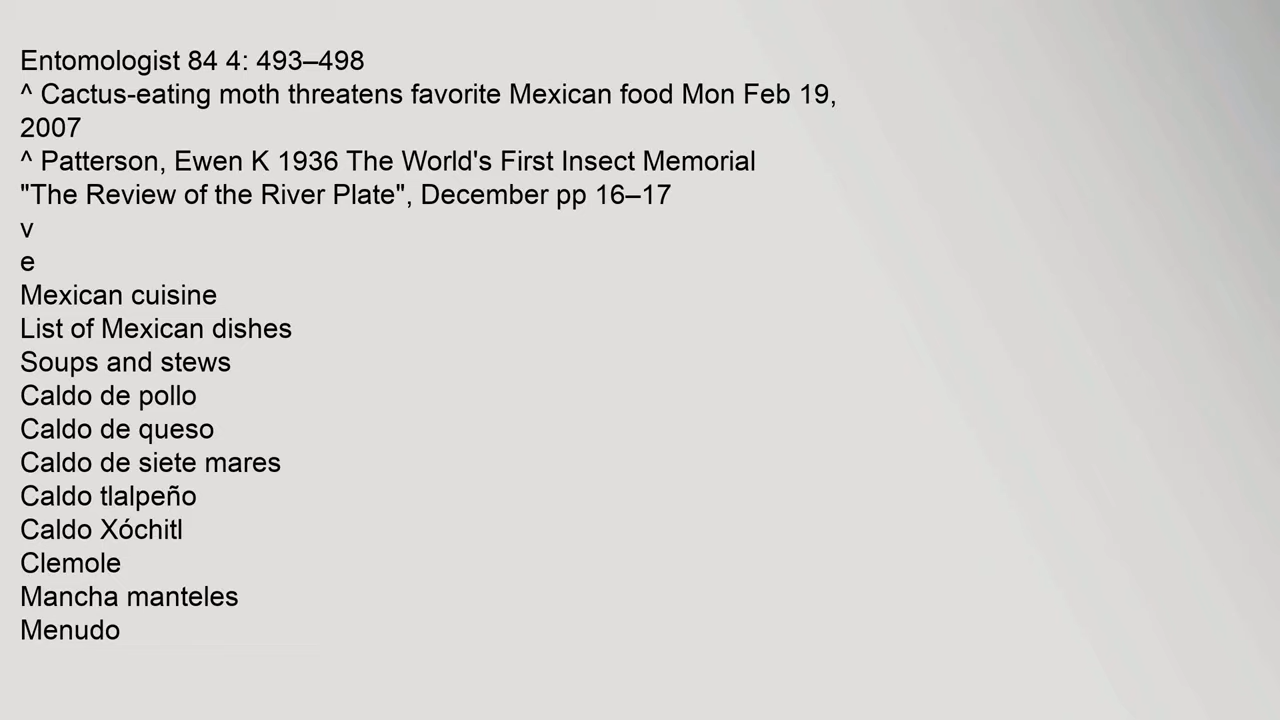 Entomologist 84 4: 493–498
^ Cactus-eating moth threatens favorite Mexican food Mon Feb 19,
2007
^ Patterson, Ewen K 1936 The World's First Insect Memorial
"The Review of the River Plate", December pp 16–17
v
e
Mexican cuisine
List of Mexican dishes
Soups and stews
Caldo de pollo
Caldo de queso
Caldo de siete mares
Caldo tlalpeño
Caldo Xóchitl
Clemole
Mancha manteles
Menudo